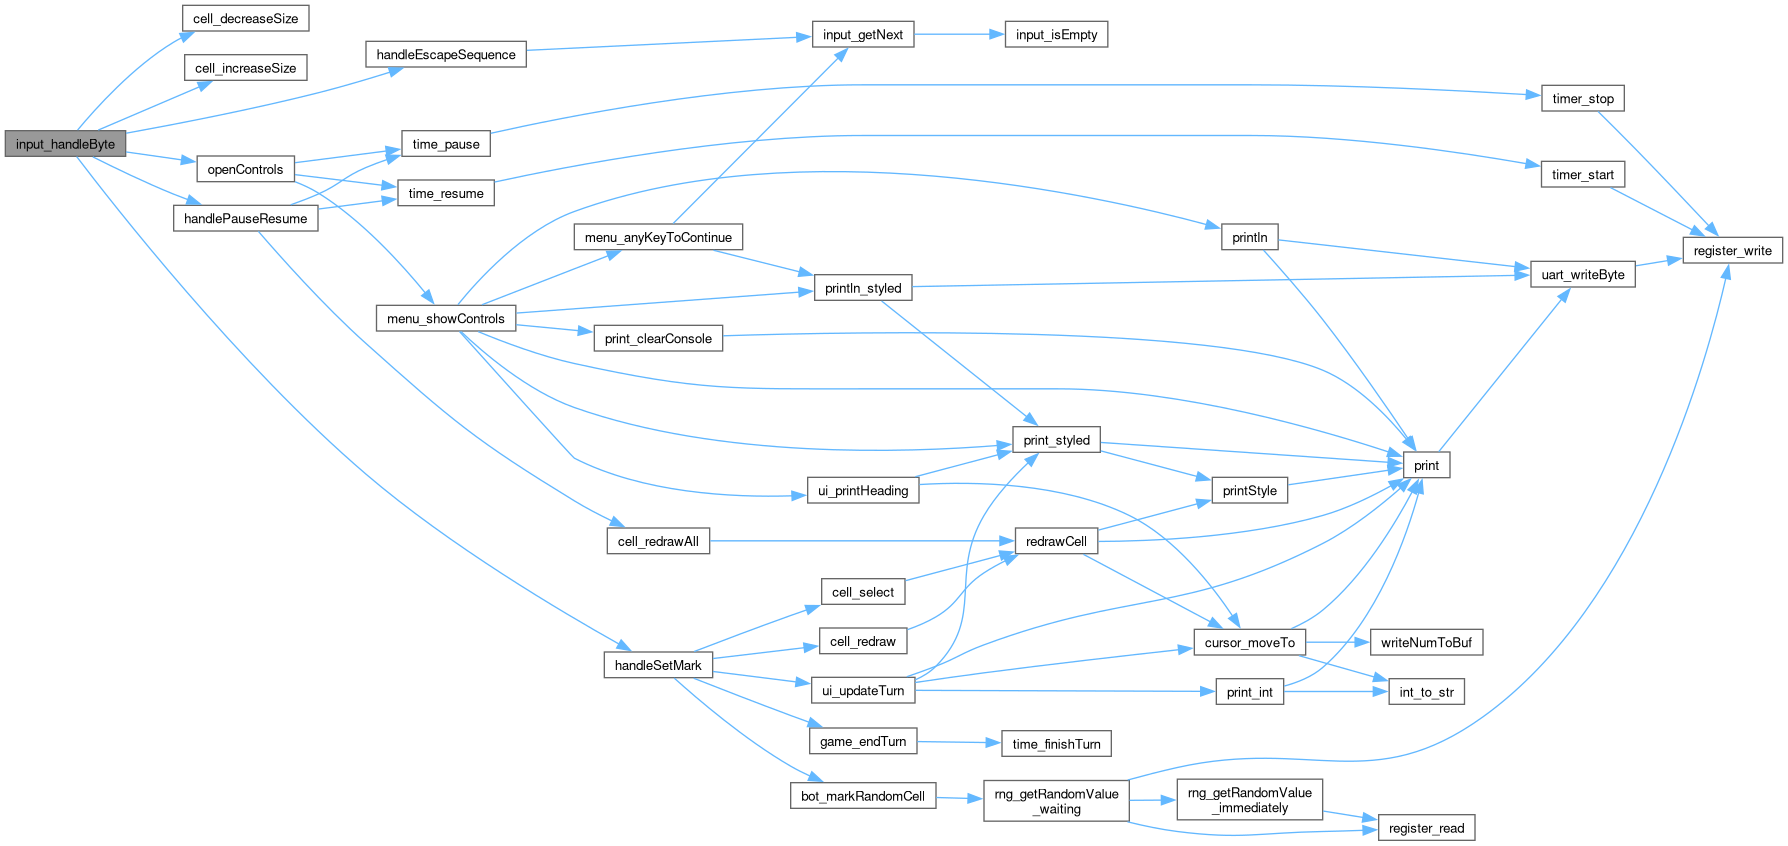 input_handleByte
cell_decreaseSize
cell_increaseSize
handleEscapeSequence
openControls
handlePauseResume
time_pause
time_resume
menu_showControls
menu_anyKeyToContinue
input_getNext
input_isEmpty
timer_stop
timer_start
register_write
println
uart_writeByte
println_styled
print_clearConsole
print_styled
print
printStyle
ui_printHeading
cell_redrawAll
redrawCell
cell_select
cell_redraw
handleSetMark
cursor_moveTo
writeNumToBuf
ui_updateTurn
print_int
int_to_str
game_endTurn
time_finishTurn
bot_markRandomCell
rng_getRandomValue
_waiting
rng_getRandomValue
_immediately
register_read